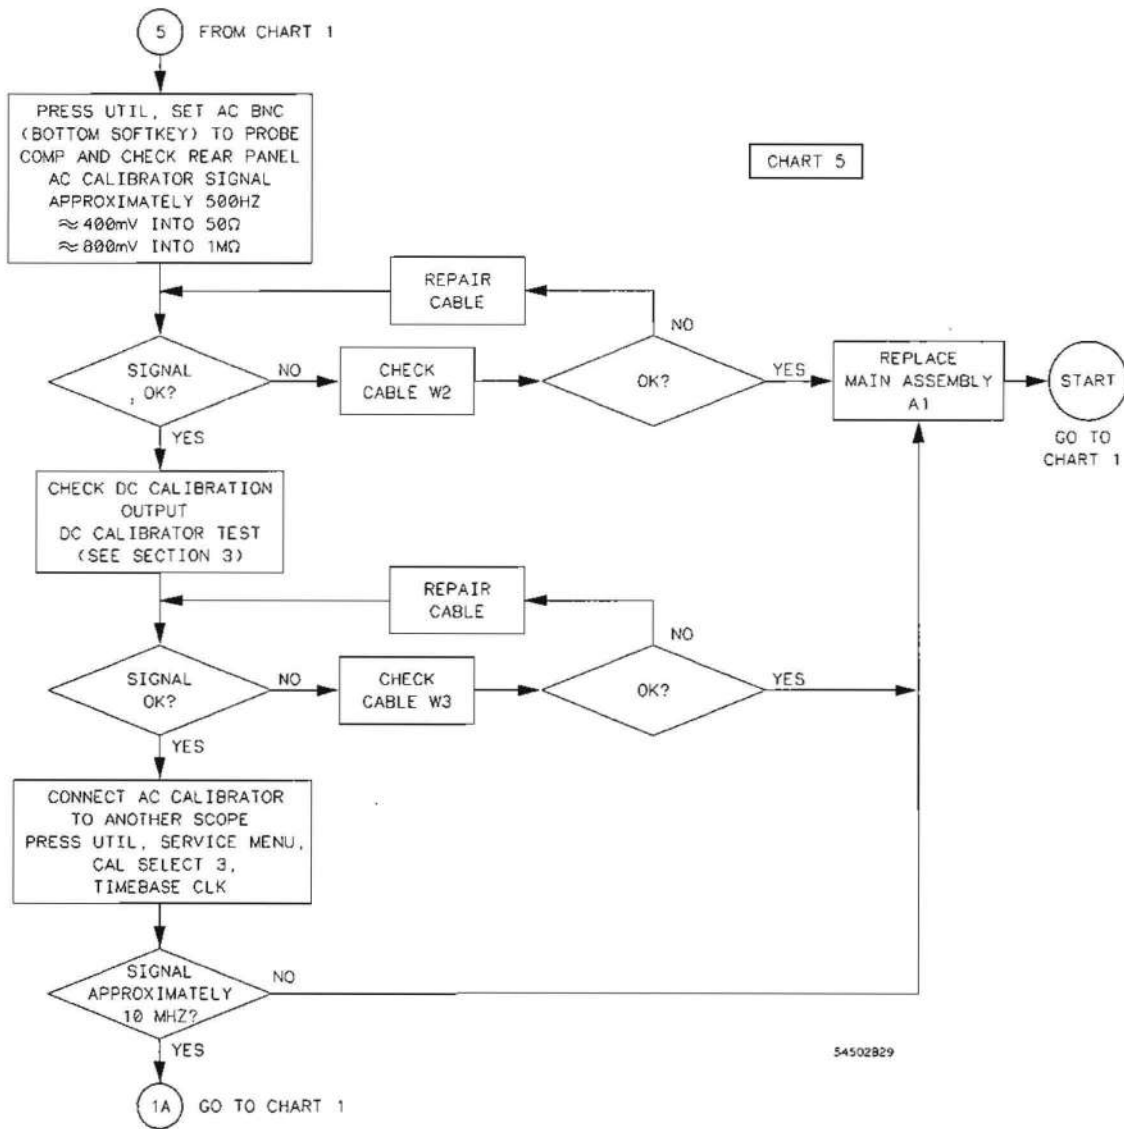 5 FROM CHART 1
PRESS UTIL, SET AC BNC
(BOTTOM SOFTKEY) TO PROBE
COMP AND CHECK REAR PANEL
AC CALIBRATOR SIGNAL
APPROXIMATELY 500HZ
≈400mV INTO 50Ω
≈800mV INTO 1MΩ
CHART 5
REPAIR
CABLE
NO
SIGNAL
OK?
NO
CHECK
CABLE W2
OK?
YES
REPLACE
MAIN ASSEMBLY
A1
START
GO TO
CHART 1
YES
CHECK DC CALIBRATION
OUTPUT
DC CALIBRATOR TEST
(SEE SECTION 3)
REPAIR
CABLE
NO
SIGNAL
OK?
NO
CHECK
CABLE W3
OK?
YES
YES
CONNECT AC CALIBRATOR
TO ANOTHER SCOPE
PRESS UTIL, SERVICE MENU,
CAL SELECT 3,
TIMEBASE CLK
SIGNAL
APPROXIMATELY
10 MHZ?
NO
YES
54502B29
1A GO TO CHART 1